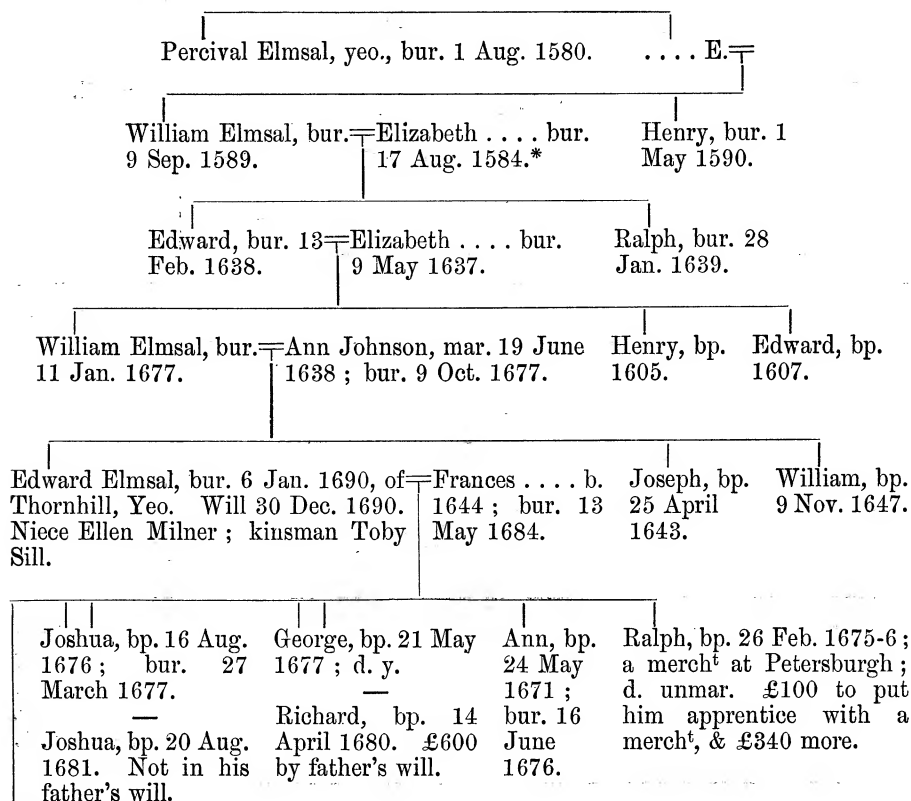 Percival Elmsal, yeo., bur. 1 Aug. 1580. . . . . E.
William Elmsal, bur.
9 Sep. 1589.
Elizabeth . . . . bur.
17 Aug. 1584.*
Henry, bur. 1
May 1590.
Edward, bur. 13
Feb. 1638.
Elizabeth . . . . bur.
9 May 1637.
Ralph, bur. 28
Jan. 1639.
William Elmsal, bur.
11 Jan. 1677.
Ann Johnson, mar. 19 June
1638 ; bur. 9 Oct. 1677.
Henry, bp.
1605.
Edward, bp.
1607.
Edward Elmsal, bur. 6 Jan. 1690, of
Thornhill, Yeo. Will 30 Dec. 1690.
Niece Ellen Milner ; kinsman Toby
Sill.
Frances . . . . b.
1644 ; bur. 13
May 1684.
Joseph, bp.
25 April
1643.
William, bp.
9 Nov. 1647.
Joshua, bp. 16 Aug.
1676 ; bur. 27
March 1677.
—
Joshua, bp. 20 Aug.
1681. Not in his
father's will.
George, bp. 21 May
1677 ; d. y.
—
Richard, bp. 14
April 1680. £600
by father's will.
Ann, bp.
24 May
1671 ;
bur. 16
June
1676.
Ralph, bp. 26 Feb. 1675-6 ;
a mercht at Petersburgh ;
d. unmar. £100 to put
him apprentice with a
mercht, & £340 more.